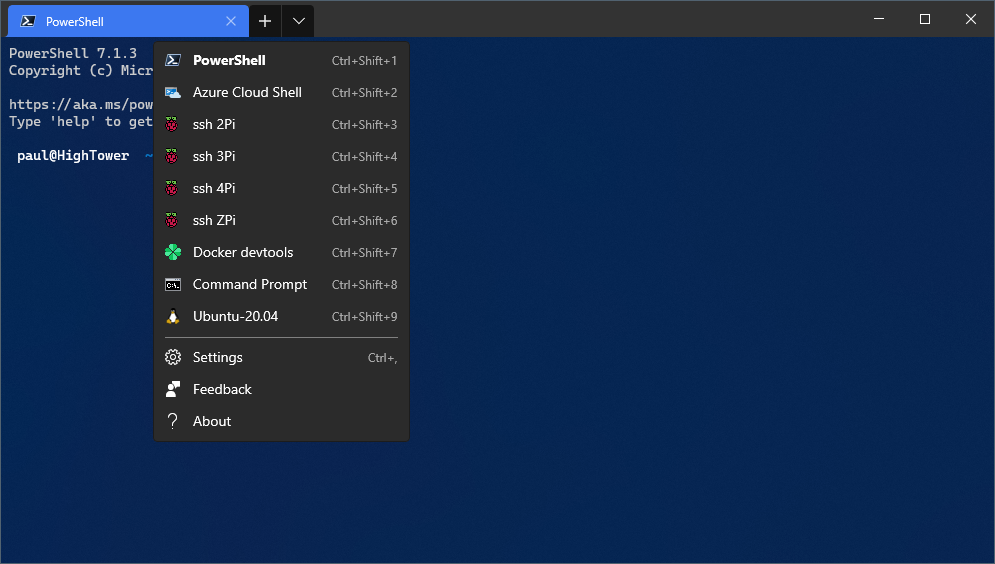 PowerShell
PowerShell 7.1.3
Copyright (c) Micr
https://aka.ms/pow
Type 'help' to get
paul@HighTower ~
PowerShell Ctrl+Shift+1
Azure Cloud Shell Ctrl+Shift+2
ssh 2Pi Ctrl+Shift+3
ssh 3Pi Ctrl+Shift+4
ssh 4Pi Ctrl+Shift+5
ssh ZPi Ctrl+Shift+6
Docker devtools Ctrl+Shift+7
Command Prompt Ctrl+Shift+8
Ubuntu-20.04 Ctrl+Shift+9
Settings Ctrl+,
Feedback
About